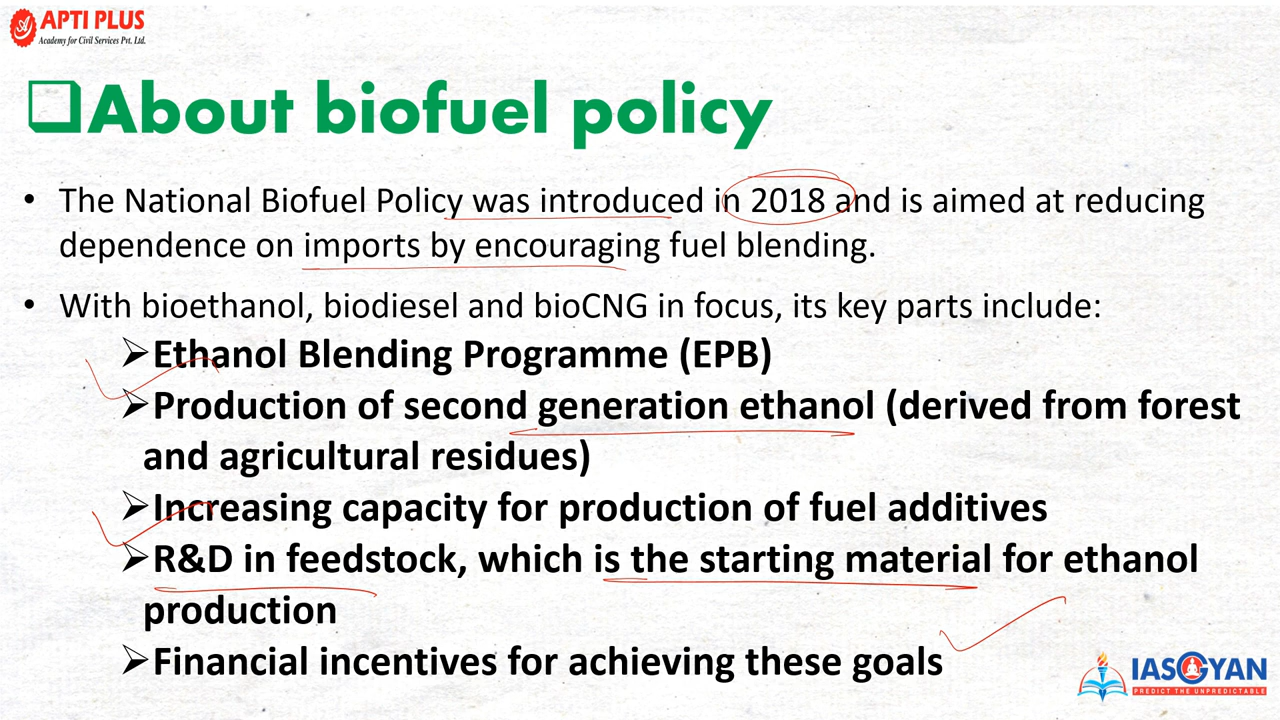 APTI PLUS
Academy for Civil Services Pvt. Ltd.
❑About biofuel policy
• The National Biofuel Policy was introduced in 2018 and is aimed at reducing
dependence on imports by encouraging fuel blending.
• With bioethanol, biodiesel and bioCNG in focus, its key parts include:
➢Ethanol Blending Programme (EPB)
➢Production of second generation ethanol (derived from forest
and agricultural residues)
➢Increasing capacity for production of fuel additives
➢R&D in feedstock, which is the starting material for ethanol
production
➢Financial incentives for achieving these goals
IASGYAN
PREDICT THE UNPREDICTABLE